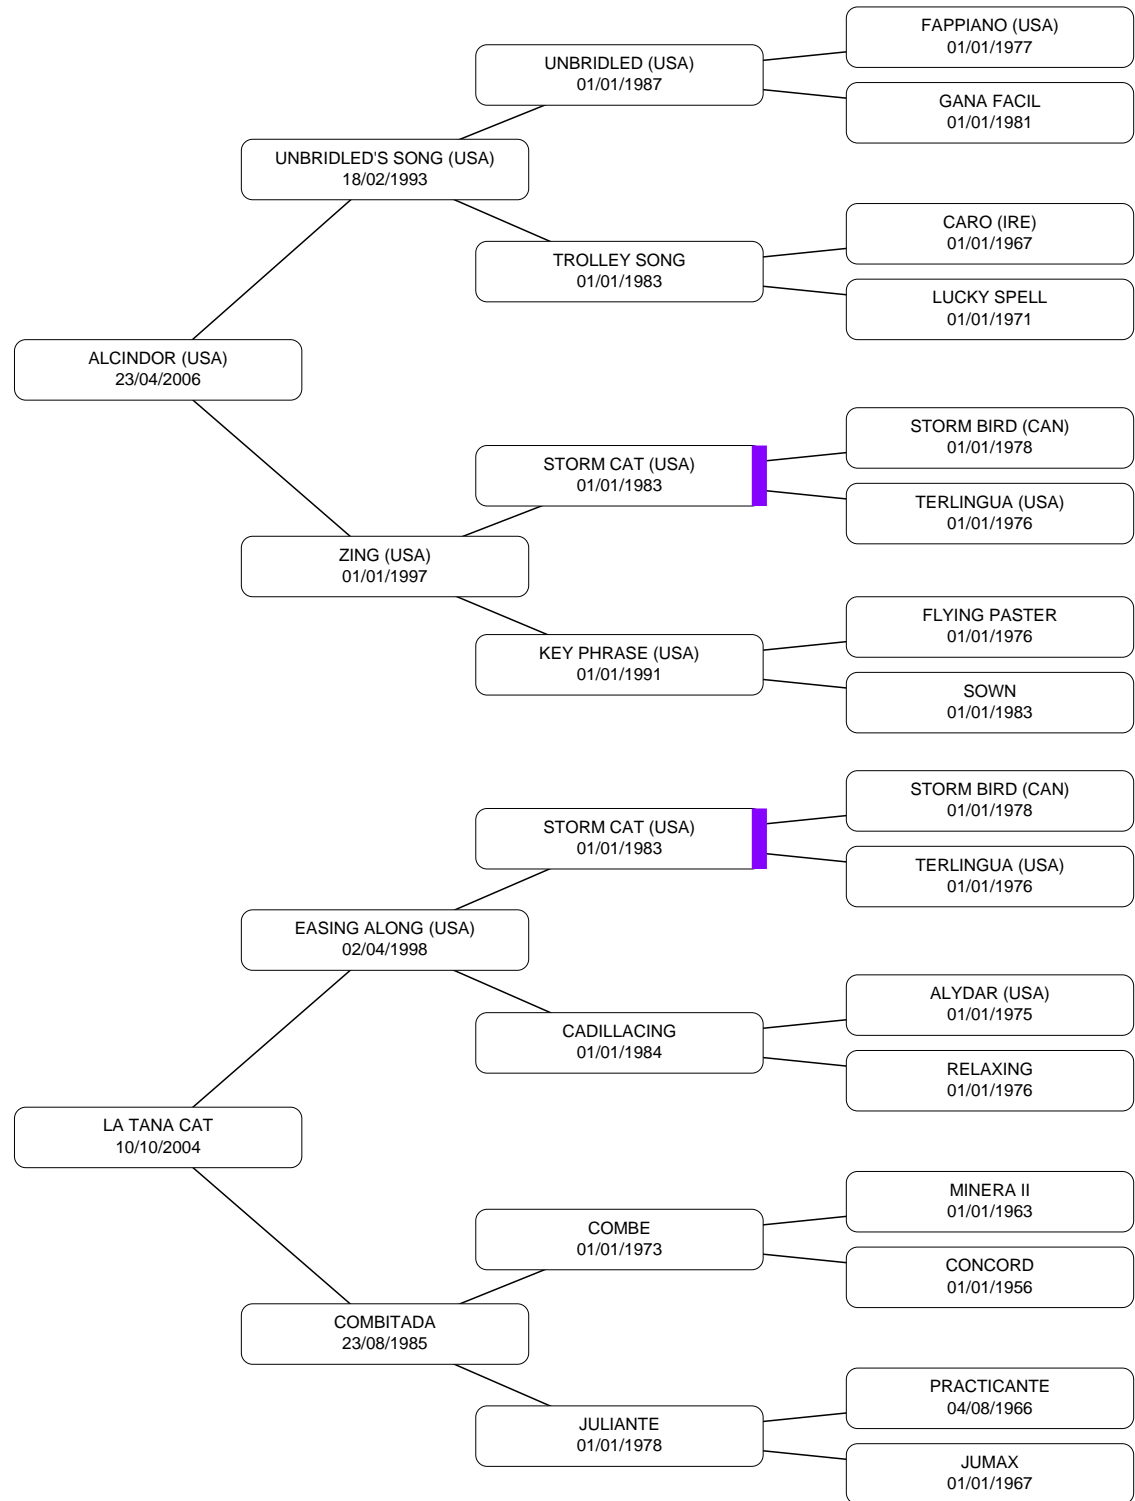 FAPPIANO (USA)
01/01/1977
UNBRIDLED (USA)
01/01/1987
GANA FACIL
01/01/1981
UNBRIDLED'S SONG (USA)
18/02/1993
CARO (IRE)
01/01/1967
TROLLEY SONG
01/01/1983
LUCKY SPELL
01/01/1971
ALCINDOR (USA)
23/04/2006
STORM BIRD (CAN)
01/01/1978
STORM CAT (USA)
01/01/1983
TERLINGUA (USA)
01/01/1976
ZING (USA)
01/01/1997
FLYING PASTER
01/01/1976
KEY PHRASE (USA)
01/01/1991
SOWN
01/01/1983
STORM BIRD (CAN)
01/01/1978
STORM CAT (USA)
01/01/1983
TERLINGUA (USA)
01/01/1976
EASING ALONG (USA)
02/04/1998
ALYDAR (USA)
01/01/1975
CADILLACING
01/01/1984
RELAXING
01/01/1976
LA TANA CAT
10/10/2004
MINERA II
01/01/1963
COMBE
01/01/1973
CONCORD
01/01/1956
COMBITADA
23/08/1985
PRACTICANTE
04/08/1966
JULIANTE
01/01/1978
JUMAX
01/01/1967